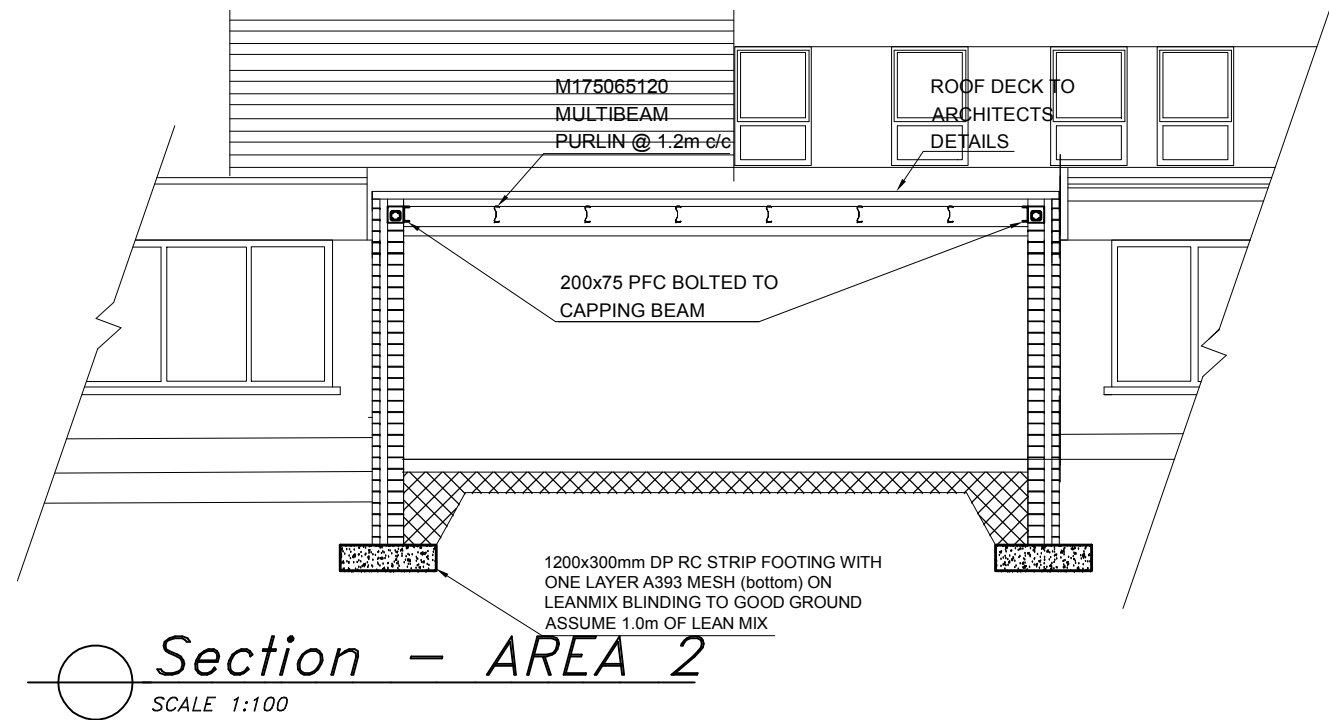 M175065120
MULTIBEAM
PURLIN @ 1.2m c/c
ROOF DECK TO
ARCHITECTS
DETAILS
200x75 PFC BOLTED TO
CAPPING BEAM
1200x300mm DP RC STRIP FOOTING WITH
ONE LAYER A393 MESH (bottom) ON
LEANMIX BLINDING TO GOOD GROUND
ASSUME 1.0m OF LEAN MIX
Section - AREA 2
SCALE 1:100